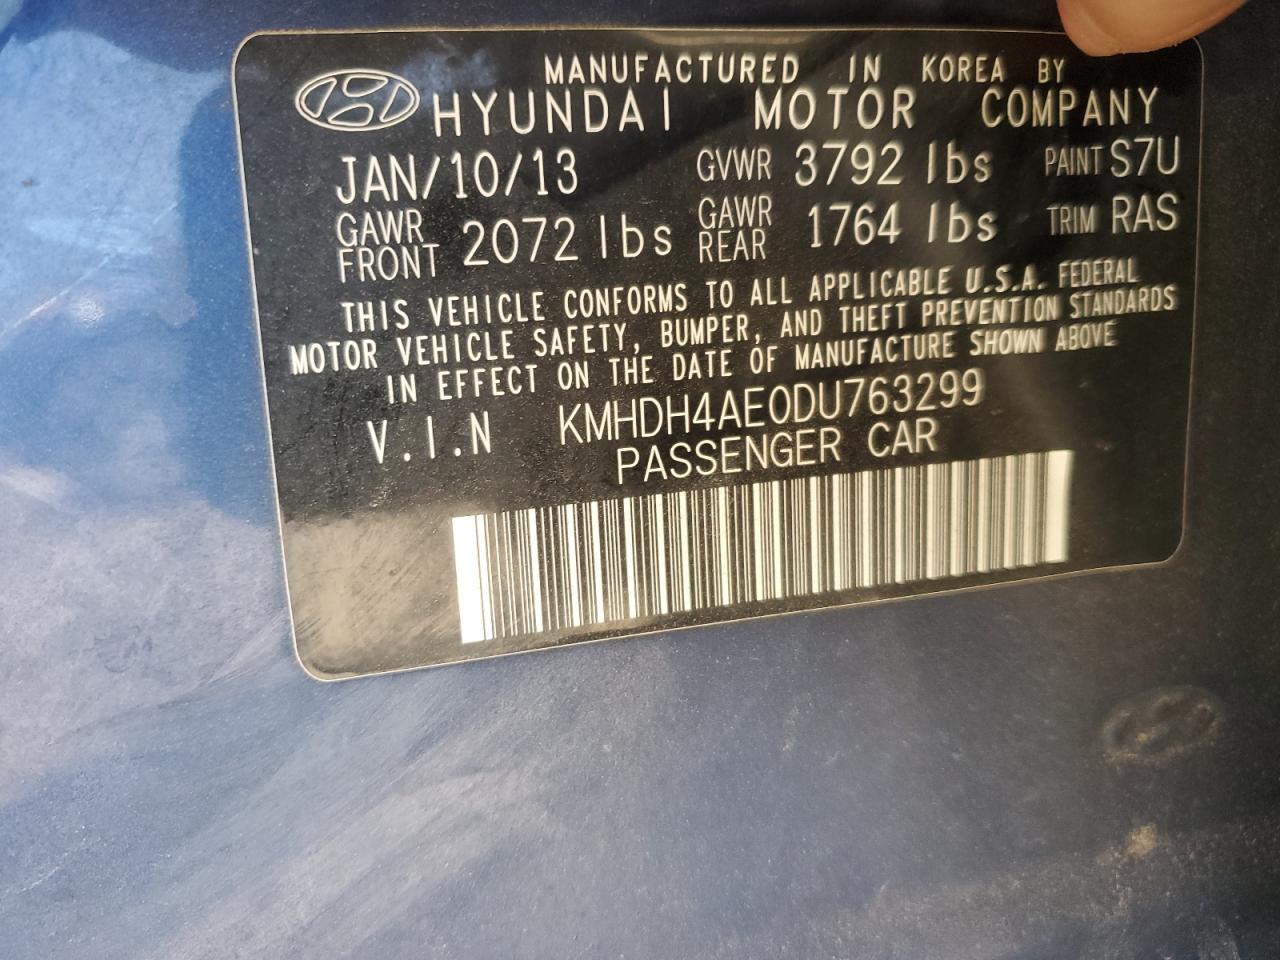 MANUFACTURED IN KOREA BY
HYUNDAI MOTOR COMPANY
JAN/10/13 GVWR 3792 lbs PAINT S7U
GAWR FRONT 2072 lbs GAWR REAR 1764 lbs TRIM RAS
THIS VEHICLE CONFORMS TO ALL APPLICABLE U.S.A. FEDERAL
MOTOR VEHICLE SAFETY, BUMPER, AND THEFT PREVENTION STANDARDS
IN EFFECT ON THE DATE OF MANUFACTURE SHOWN ABOVE
V.I.N KMHDH4AE0DU763299
PASSENGER CAR